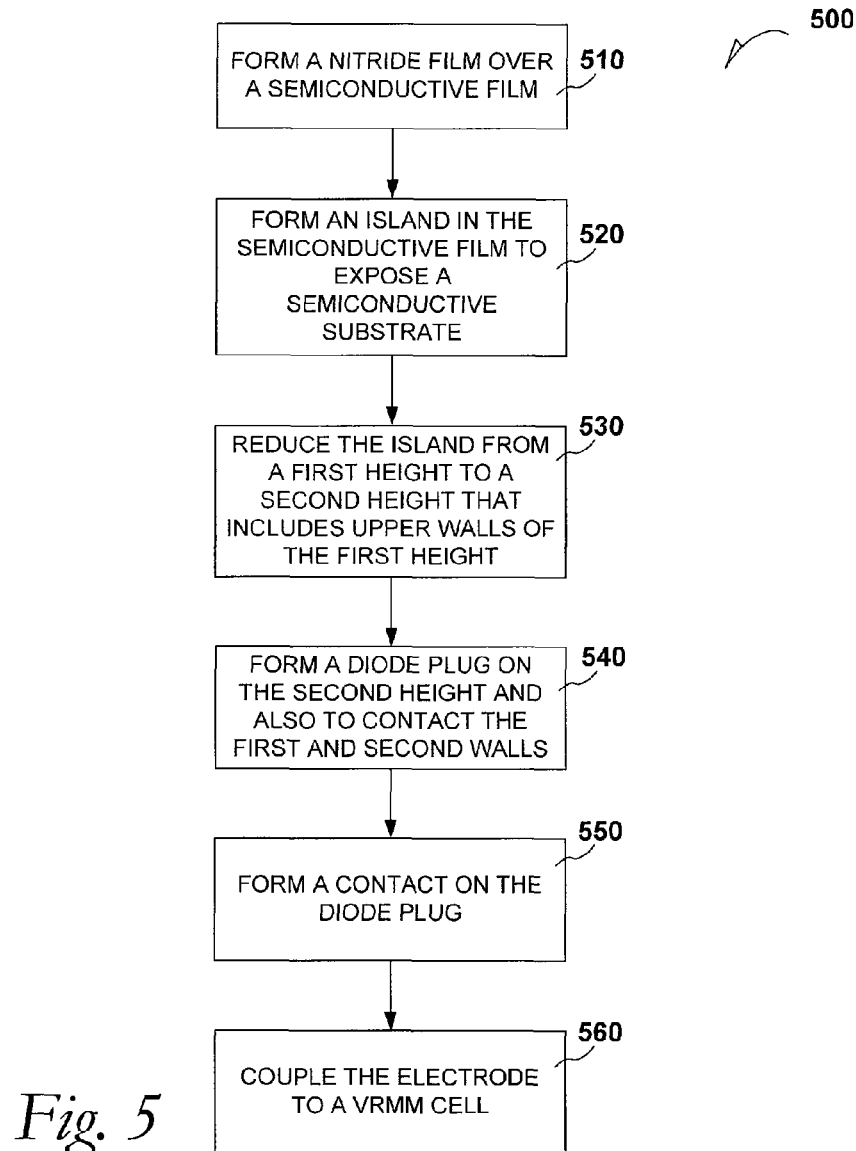 500
FORM A NITRIDE FILM OVER
A SEMICONDUCTIVE FILM
510
FORM AN ISLAND IN THE
SEMICONDUCTIVE FILM TO
EXPOSE A
SEMICONDUCTIVE
SUBSTRATE
520
REDUCE THE ISLAND FROM
A FIRST HEIGHT TO A
SECOND HEIGHT THAT
INCLUDES UPPER WALLS OF
THE FIRST HEIGHT
530
FORM A DIODE PLUG ON
THE SECOND HEIGHT AND
ALSO TO CONTACT THE
FIRST AND SECOND WALLS
540
FORM A CONTACT ON THE
DIODE PLUG
550
COUPLE THE ELECTRODE
TO A VRMM CELL
560
Fig. 5